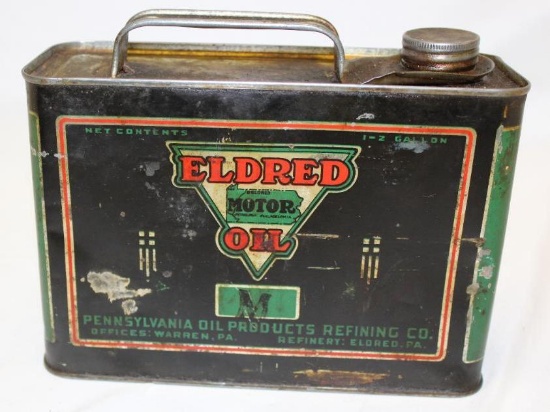 NET CONTENTS 1-2 GALLON
ELDRED
MOTOR
OIL
M
PENNSYLVANIA OIL PRODUCTS REFINING CO.
OFFICES: WARREN, PA. REFINERY: ELDRED, PA.